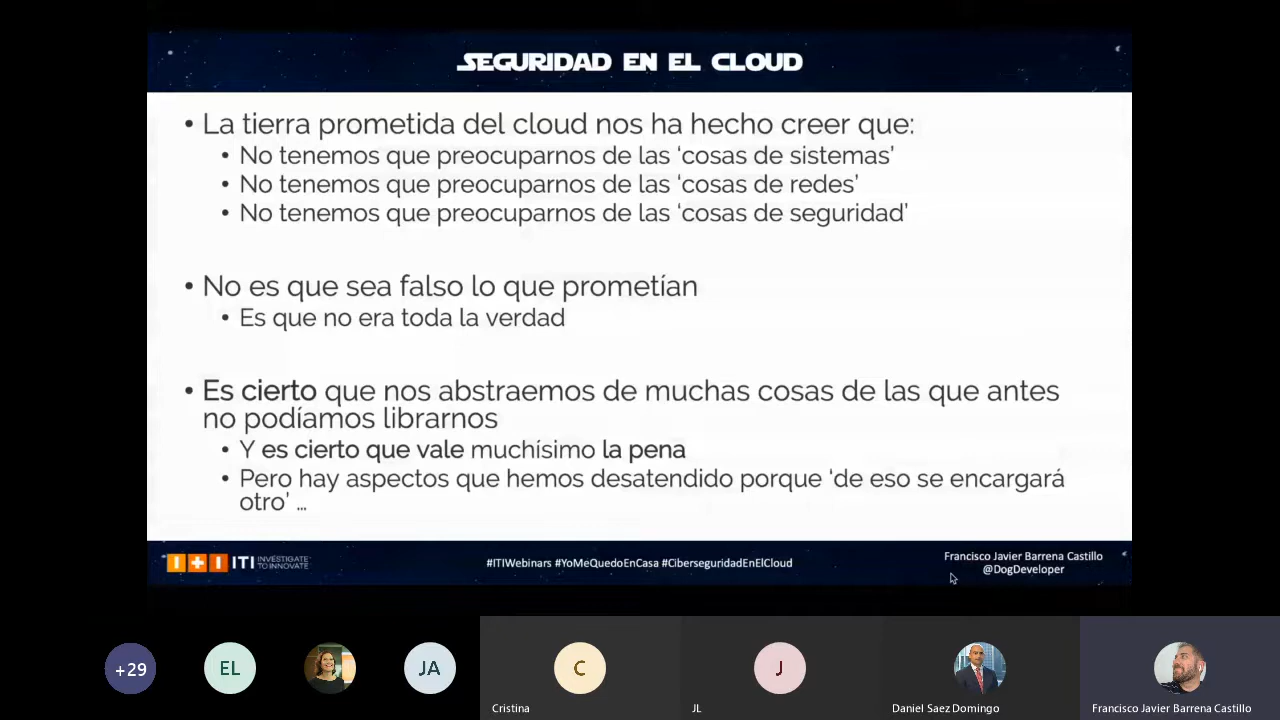 SEGURIDAD EN EL CLOUD
• La tierra prometida del cloud nos ha hecho creer que:
• No tenemos que preocuparnos de las ‘cosas de sistemas’
• No tenemos que preocuparnos de las ‘cosas de redes’
• No tenemos que preocuparnos de las ‘cosas de seguridad’
• No es que sea falso lo que prometían
• Es que no era toda la verdad
• Es cierto que nos abstraemos de muchas cosas de las que antes
no podíamos librarnos
• Y es cierto que vale muchísimo la pena
• Pero hay aspectos que hemos desatendido porque ‘de eso se encargará
otro’ ...
I+I ITI INVESTIGATE
TO INNOVATE
#ITIWebinars #YoMeQuedoEnCasa #CiberseguridadEnElCloud
Francisco Javier Barrena Castillo
@DogDeveloper
+29
EL
JA
C
J
Cristina
JL
Daniel Saez Domingo
Francisco Javier Barrena Castillo